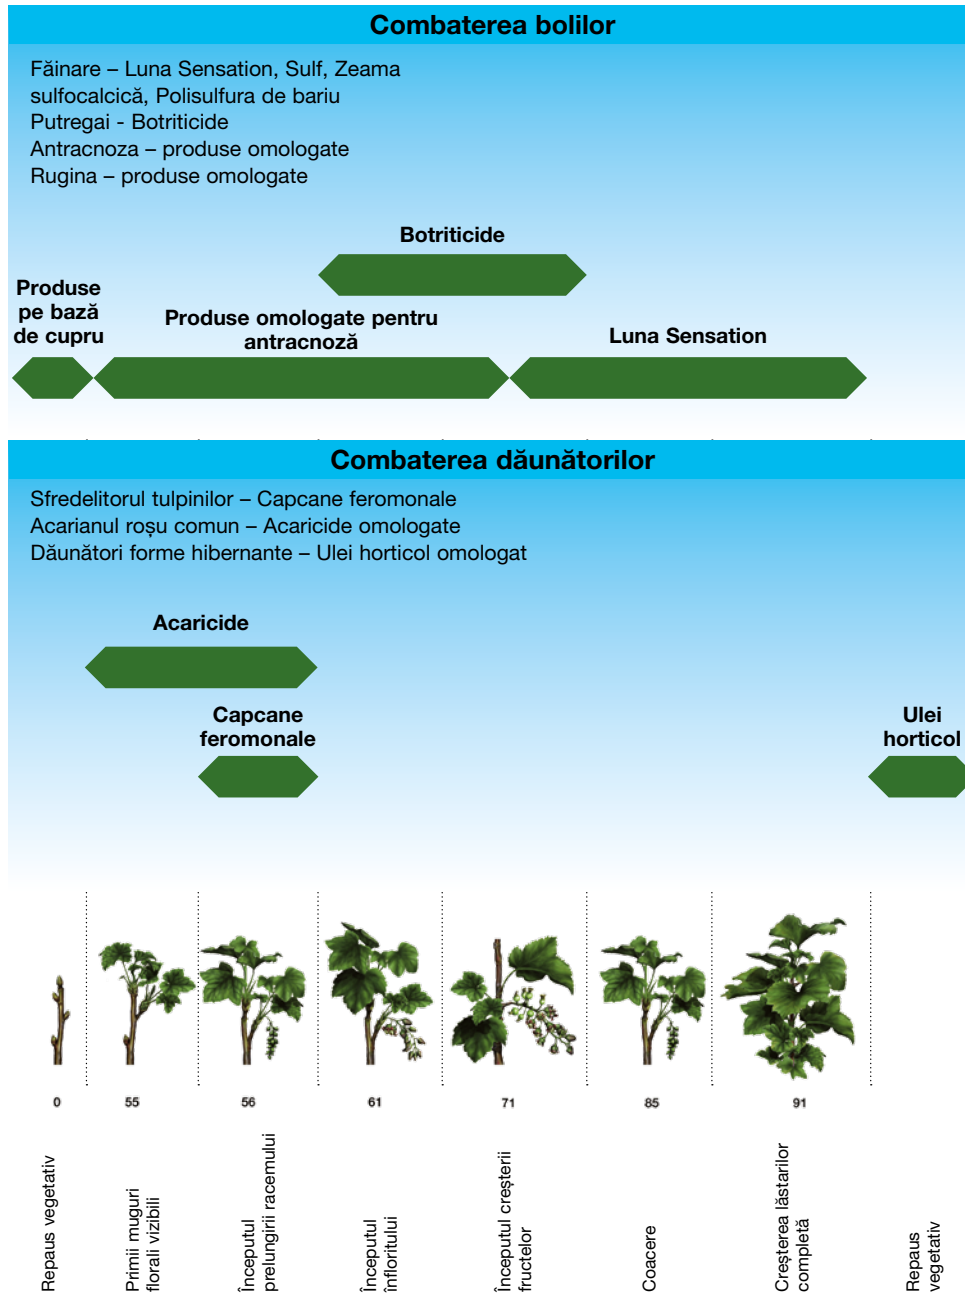 Combaterea bolilor
Făinare – Luna Sensation, Sulf, Zeama
sulfocalcică, Polisulfura de bariu
Putregai - Botriticide
Antracnoza – produse omologate
Rugina – produse omologate
Botriticide
Produse
pe bază
de cupru
Produse omologate pentru
antracnoză
Luna Sensation
Combaterea dăunătorilor
Sfredelitorul tulpinilor – Capcane feromonale
Acarianul roșu comun – Acaricide omologate
Dăunători forme hibernante – Ulei horticol omologat
Acaricide
Capcane
feromonale
Ulei
horticol
0
55
56
61
71
85
91
Repaus vegetativ
Primii muguri
florali vizibili
Începutul
prelungirii racemului
Începutul
înfloritului
Începutul creșterii
fructelor
Coacere
Creșterea lăstarilor
completă
Repaus
vegetativ